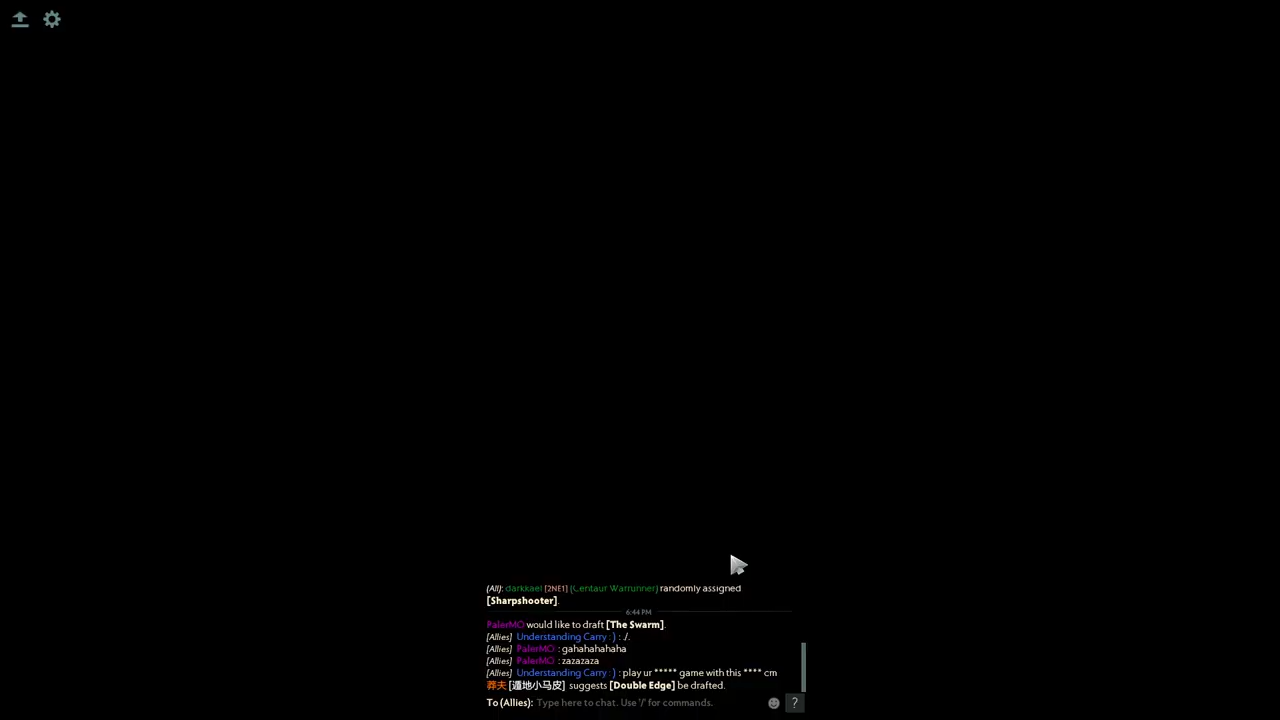 (All): darkkael [2NE1] (Centaur Warrunner) randomly assigned
[Sharpshooter].
6:44 PM
PalerMO would like to draft [The Swarm].
[Allies] Understanding Carry :) : ./.
[Allies] PalerMO : gahahahahaha
[Allies] PalerMO : zazazaza
[Allies] Understanding Carry :) : play ur ***** game with this **** cm
莽夫 [遁地小马皮] suggests [Double Edge] be drafted.
To (Allies): Type here to chat. Use '/' for commands.
?